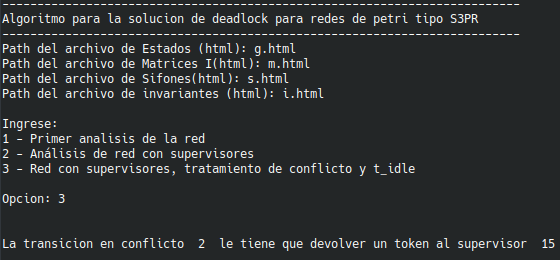 --------------------------------------------------------------------
Algoritmo para la solucion de deadlock para redes de petri tipo S3PR
--------------------------------------------------------------------
Path del archivo de Estados (html): g.html
Path del archivo de Matrices I(html): m.html
Path del archivo de Sifones(html): s.html
Path del archivo de invariantes (html): i.html

Ingrese:
1 - Primer analisis de la red
2 - Análisis de red con supervisores
3 - Red con supervisores, tratamiento de conflicto y t_idle

Opcion: 3

La transicion en conflicto  2  le tiene que devolver un token al supervisor  15